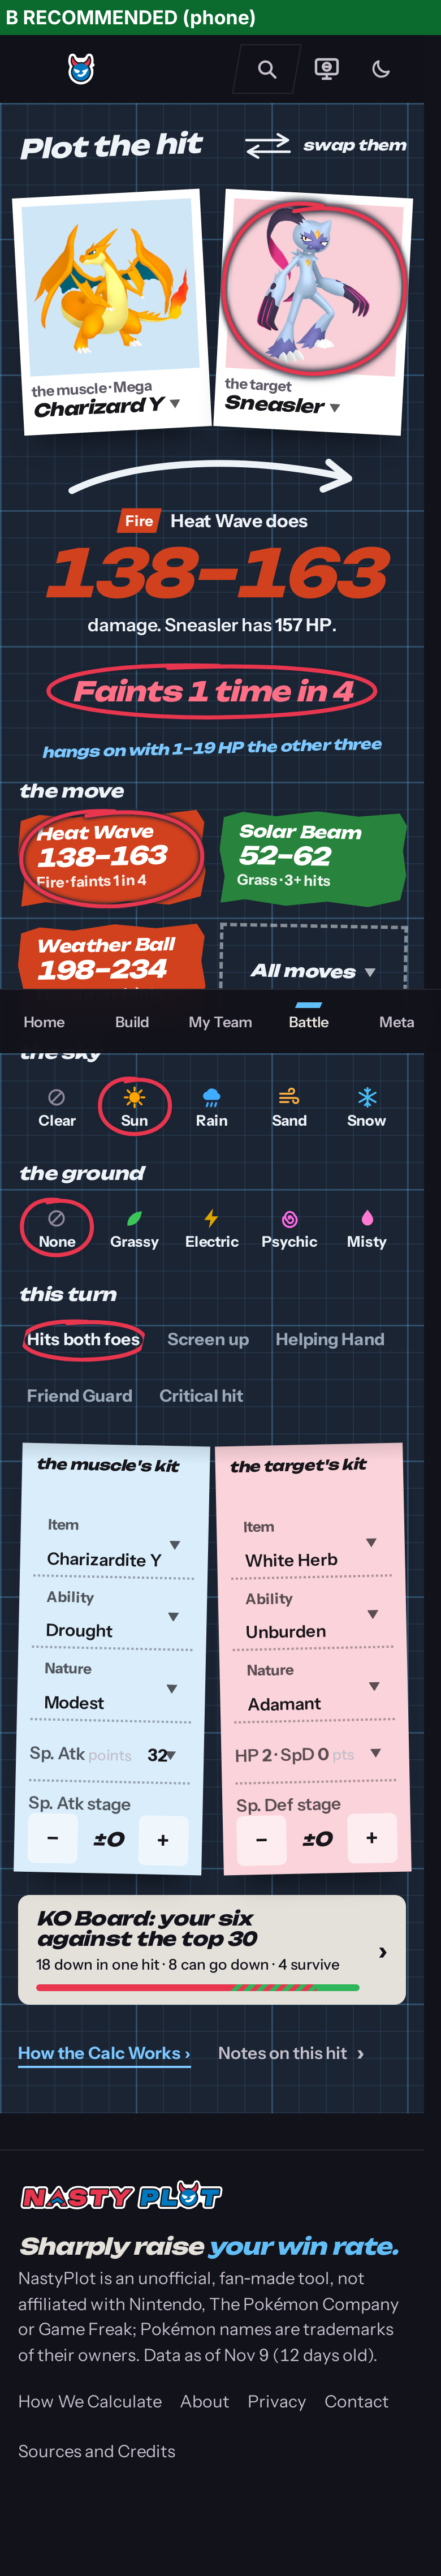 B RECOMMENDED (phone)
Plot the hit
swap them
the muscle · Mega
Charizard Y
the target
Sneasler
Fire Heat Wave does
138–163
damage. Sneasler has 157 HP.
Faints 1 time in 4
hangs on with 1–19 HP the other three
the move
Heat Wave
138–163
Fire · faints 1 in 4
Solar Beam
52–62
Grass · 3+ hits
Weather Ball
198–234
All moves
Home Build My Team Battle Meta
the sky
Clear Sun Rain Sand Snow
the ground
None Grassy Electric Psychic Misty
this turn
Hits both foes Screen up Helping Hand
Friend Guard Critical hit
the muscle's kit
Item
Charizardite Y
Ability
Drought
Nature
Modest
Sp. Atk points 32
Sp. Atk stage
− ±0 +
the target's kit
Item
White Herb
Ability
Unburden
Nature
Adamant
HP 2 · SpD 0 pts
Sp. Def stage
− ±0 +
KO Board: your six
against the top 30
18 down in one hit · 8 can go down · 4 survive
How the Calc Works ›
Notes on this hit ›
NASTY PLOT
Sharply raise your win rate.
NastyPlot is an unofficial, fan-made tool, not
affiliated with Nintendo, The Pokémon Company
or Game Freak; Pokémon names are trademarks
of their owners. Data as of Nov 9 (12 days old).
How We Calculate About Privacy Contact
Sources and Credits